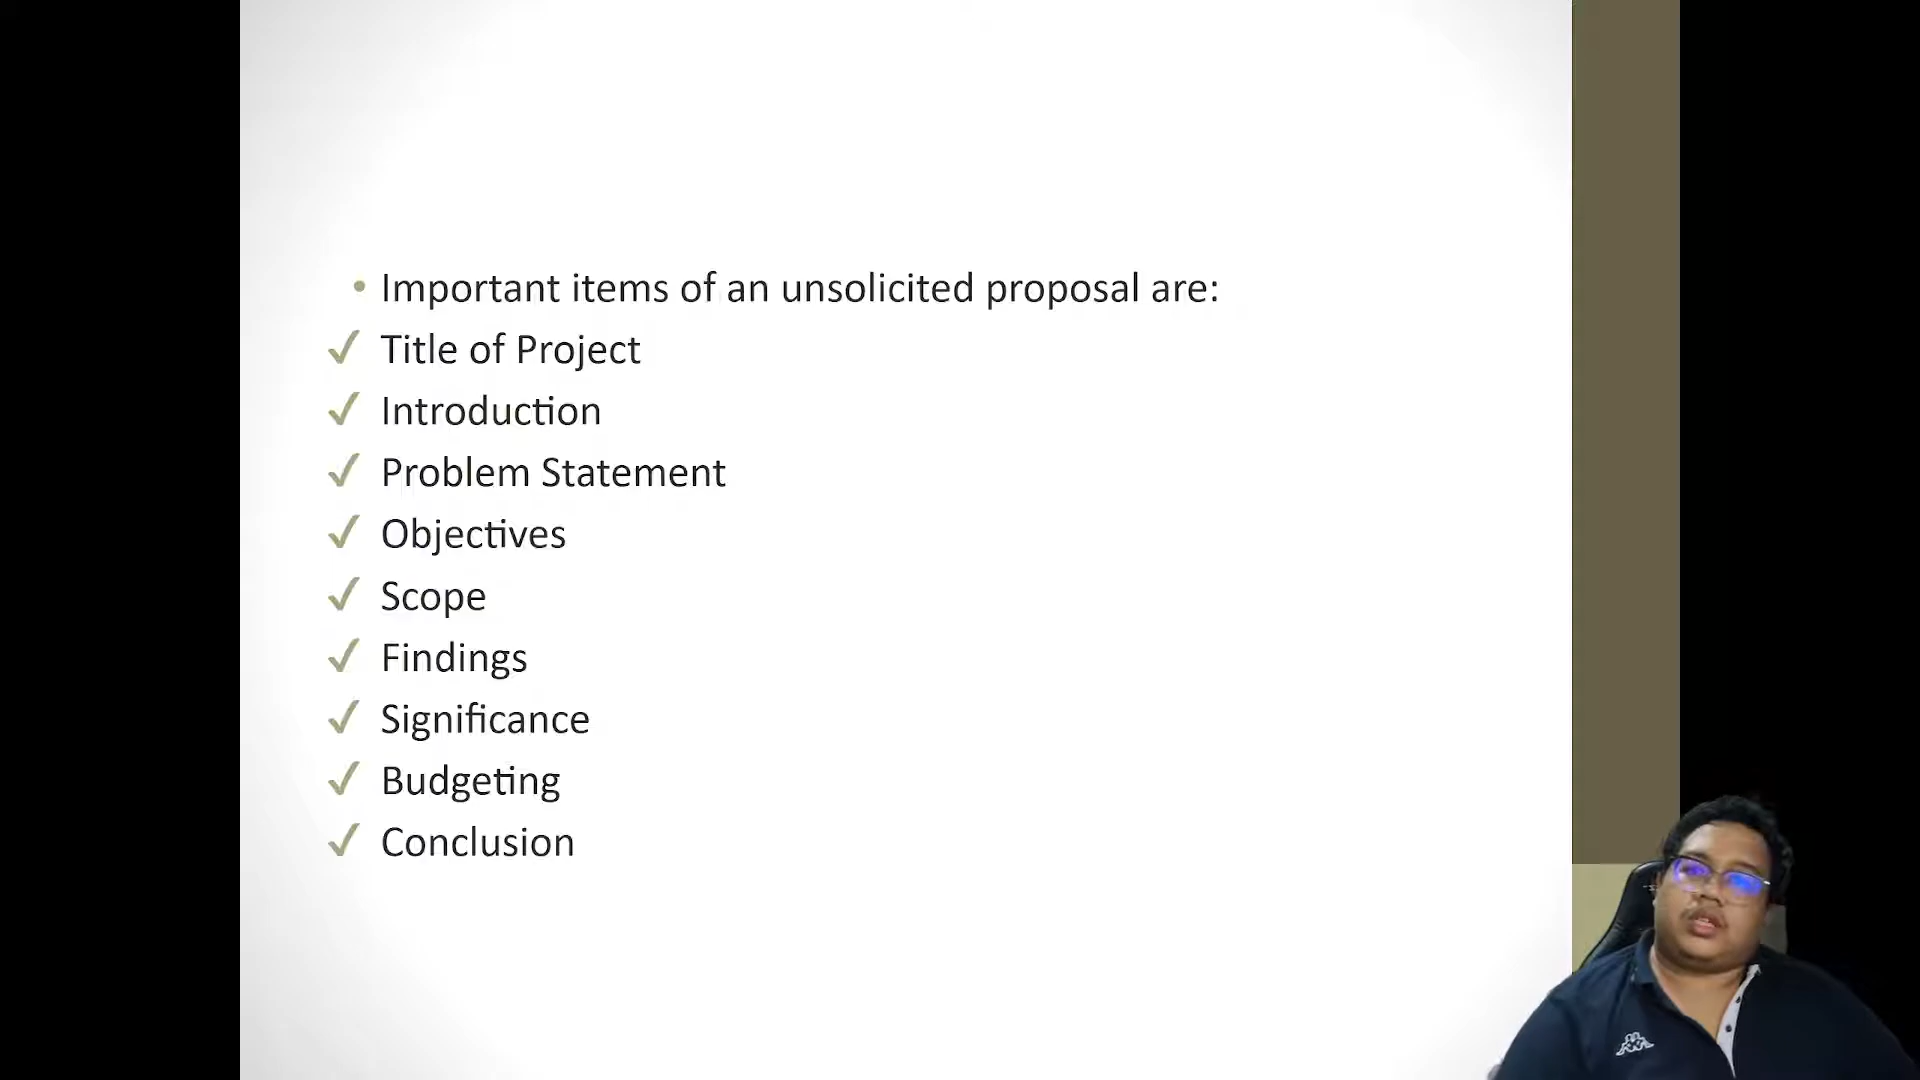 • Important items of an unsolicited proposal are:
✓ Title of Project
✓ Introduction
✓ Problem Statement
✓ Objectives
✓ Scope
✓ Findings
✓ Significance
✓ Budgeting
✓ Conclusion